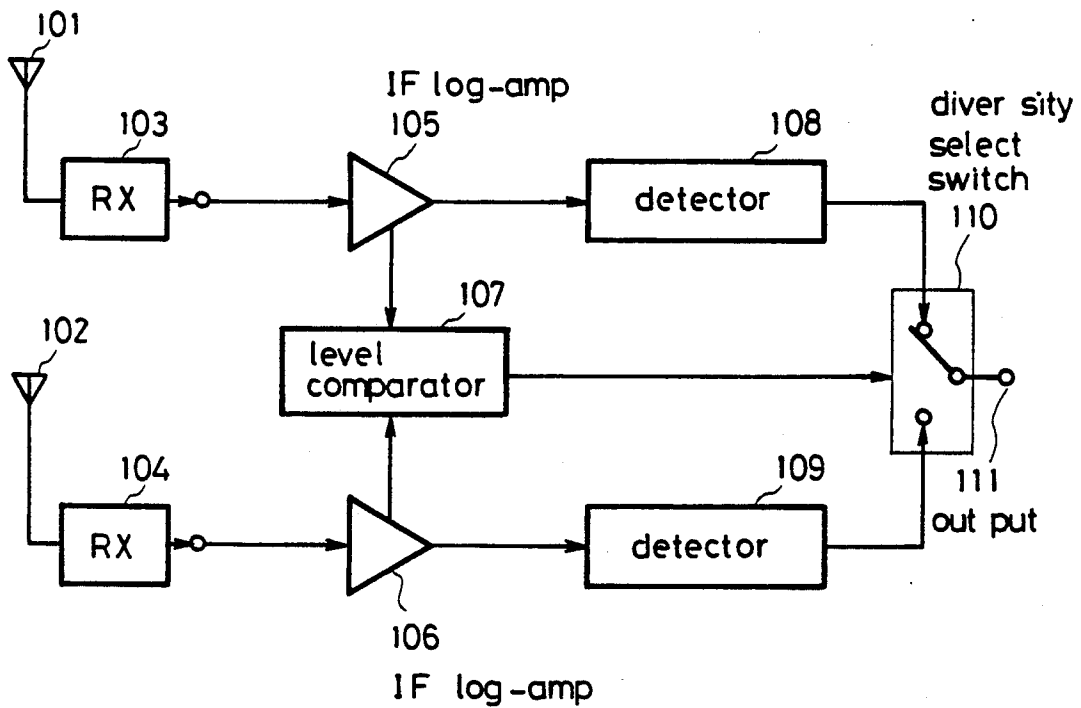 101
IF log-amp
103
105
108
diver sity
select
switch
RX
detector
110
107
102
level
comparator
104
109
111
out put
RX
detector
106
IF log-amp